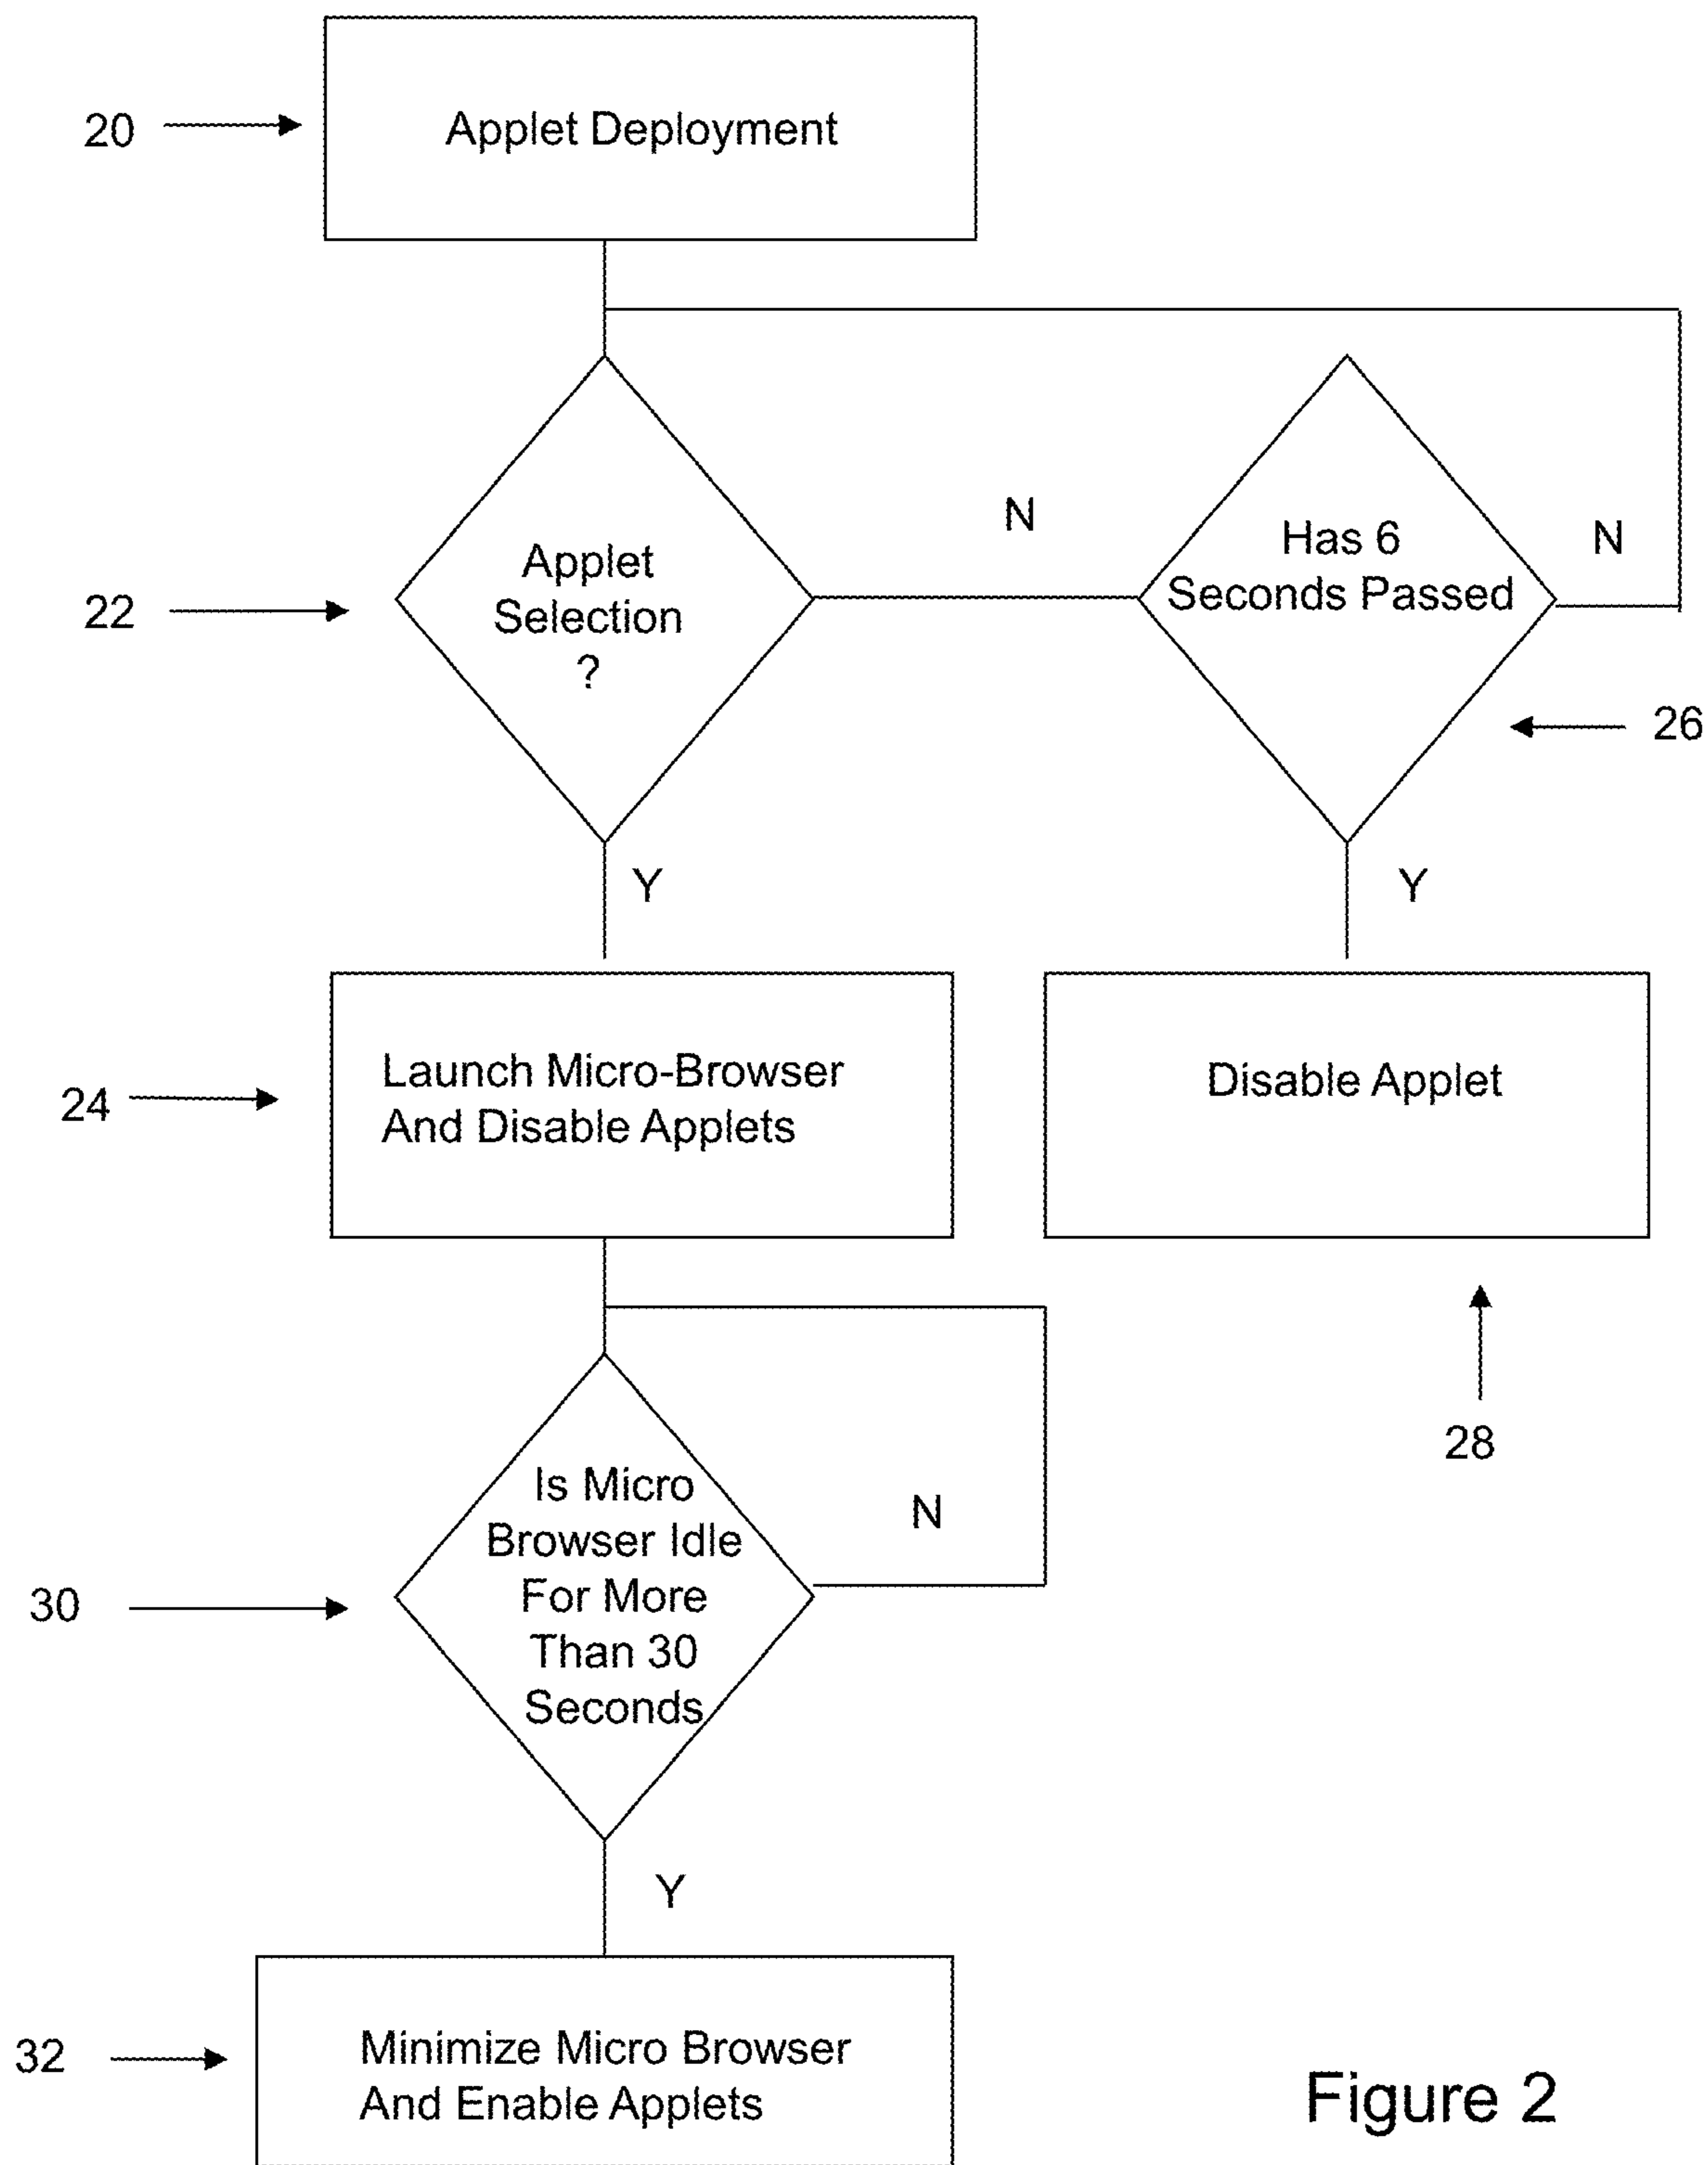 20
Applet Deployment
22
Applet
Selection
?
N
Has 6
Seconds Passed
N
26
Y
Y
24
Launch Micro-Browser
And Disable Applets
Disable Applet
28
30
Is Micro
Browser Idle
For More
Than 30
Seconds
N
Y
32
Minimize Micro Browser
And Enable Applets
Figure 2